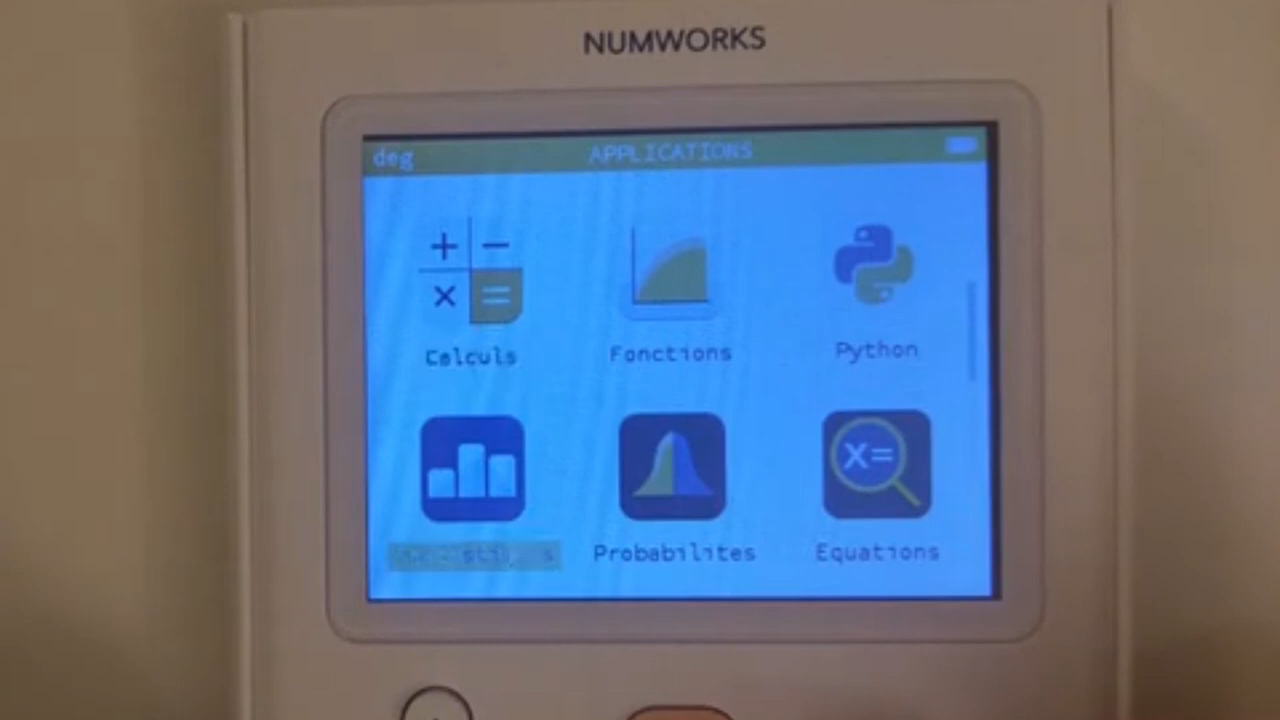 NUMWORKS
deg APPLICATIONS
+ −
× =
Calculs Fonctions Python
X=
Probabilites Equations